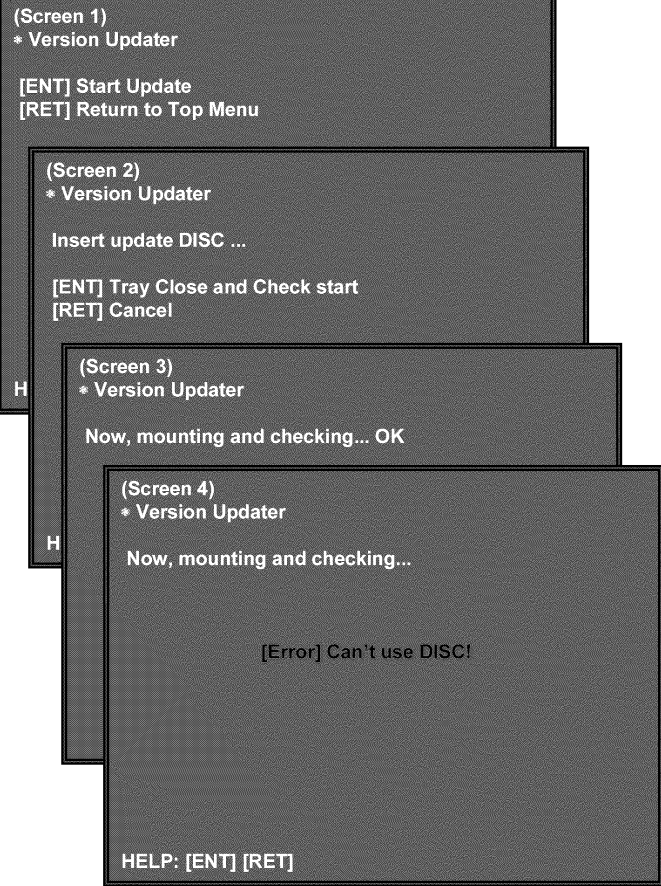 (Screen 1)
* Version Updater
[ENT] Start Update
[RET] Return to Top Menu
H
(Screen 2)
* Version Updater
Insert update DISC ...
[ENT] Tray Close and Check start
[RET] Cancel
H
(Screen 3)
* Version Updater
Now, mounting and checking... OK
(Screen 4)
* Version Updater
Now, mounting and checking...
[Error] Can't use DISC!
HELP: [ENT] [RET]